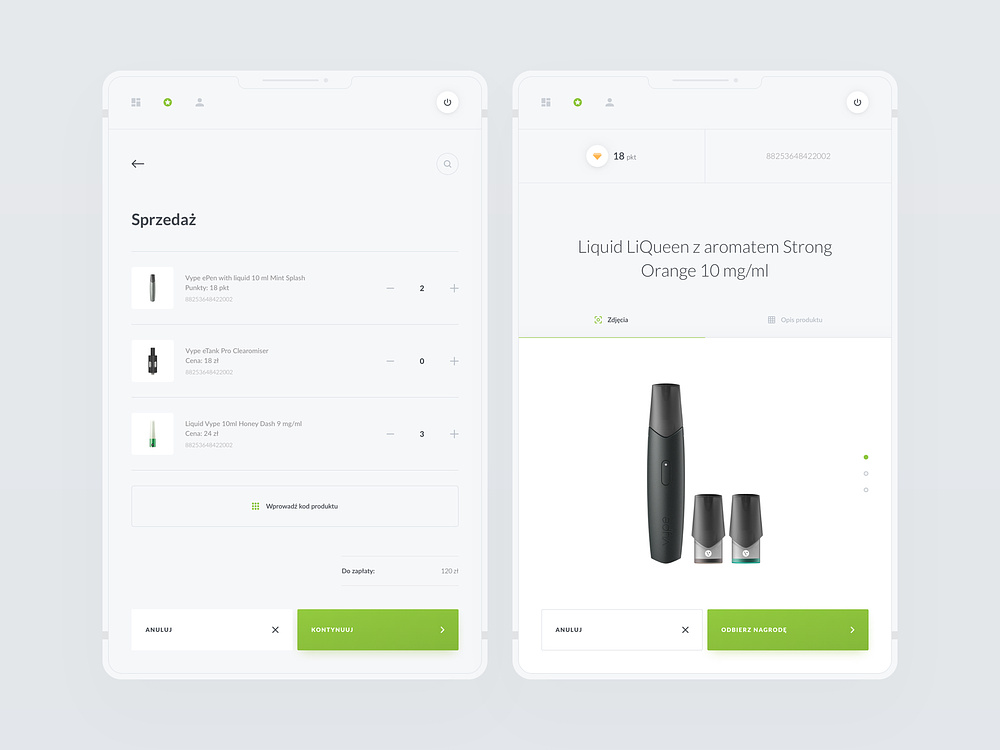 Sprzedaż
Vype ePen with liquid 10 ml Mint Splash
Punkty: 18 pkt
88253648422002
2
Vype eTank Pro Clearomiser
Cena: 18 zł
88253648422002
0
Liquid Vype 10ml Honey Dash 9 mg/ml
Cena: 24 zł
88253648422002
3
Wprowadź kod produktu
Do zapłaty: 120 zł
ANULUJ
KONTYNUUJ
18 pkt
88253648422002
Liquid LiQueen z aromatem Strong
Orange 10 mg/ml
Zdjęcia
Opis produktu
vype
ANULUJ
ODBIERZ NAGRODĘ